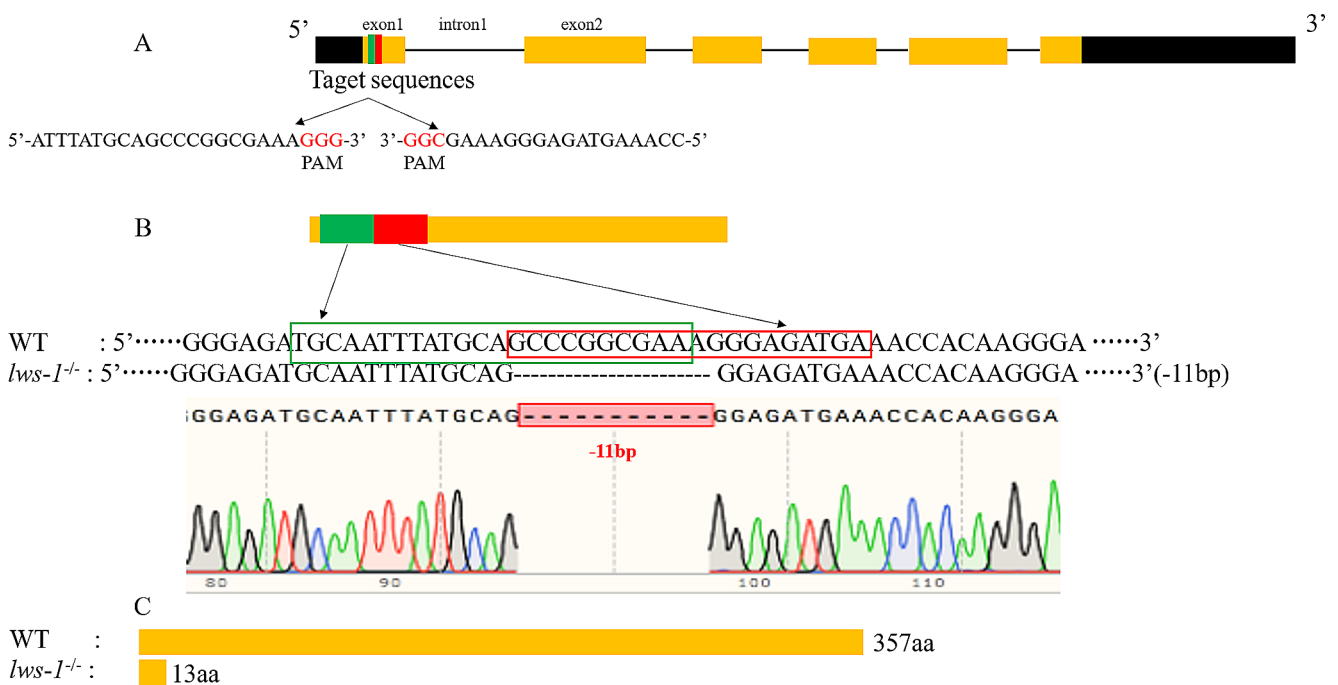 A 5’ exon1 intron1 exon2 3’
Taget sequences
5’-ATTTATGCAGCCCGGCGAAAGGG-3’ 3’-GGCGAAAGGGAGATGAAACC-5’
PAM PAM
B
WT : 5’······GGGAGATGCAATTTATGCAGCCCGGCGAAAGGGAGATGAAACCACAAGGGA ······3’
lws-1-/- : 5’······GGGAGATGCAATTTATGCAG-------------------- GGAGATGAAACCACAAGGGA ······3’(-11bp)
GGGAGATGCAATTTATGCAG-----------GGAGATGAAACCACAAGGGA
-11bp
80 90 100 110
C
WT : 357aa
lws-1-/- : 13aa